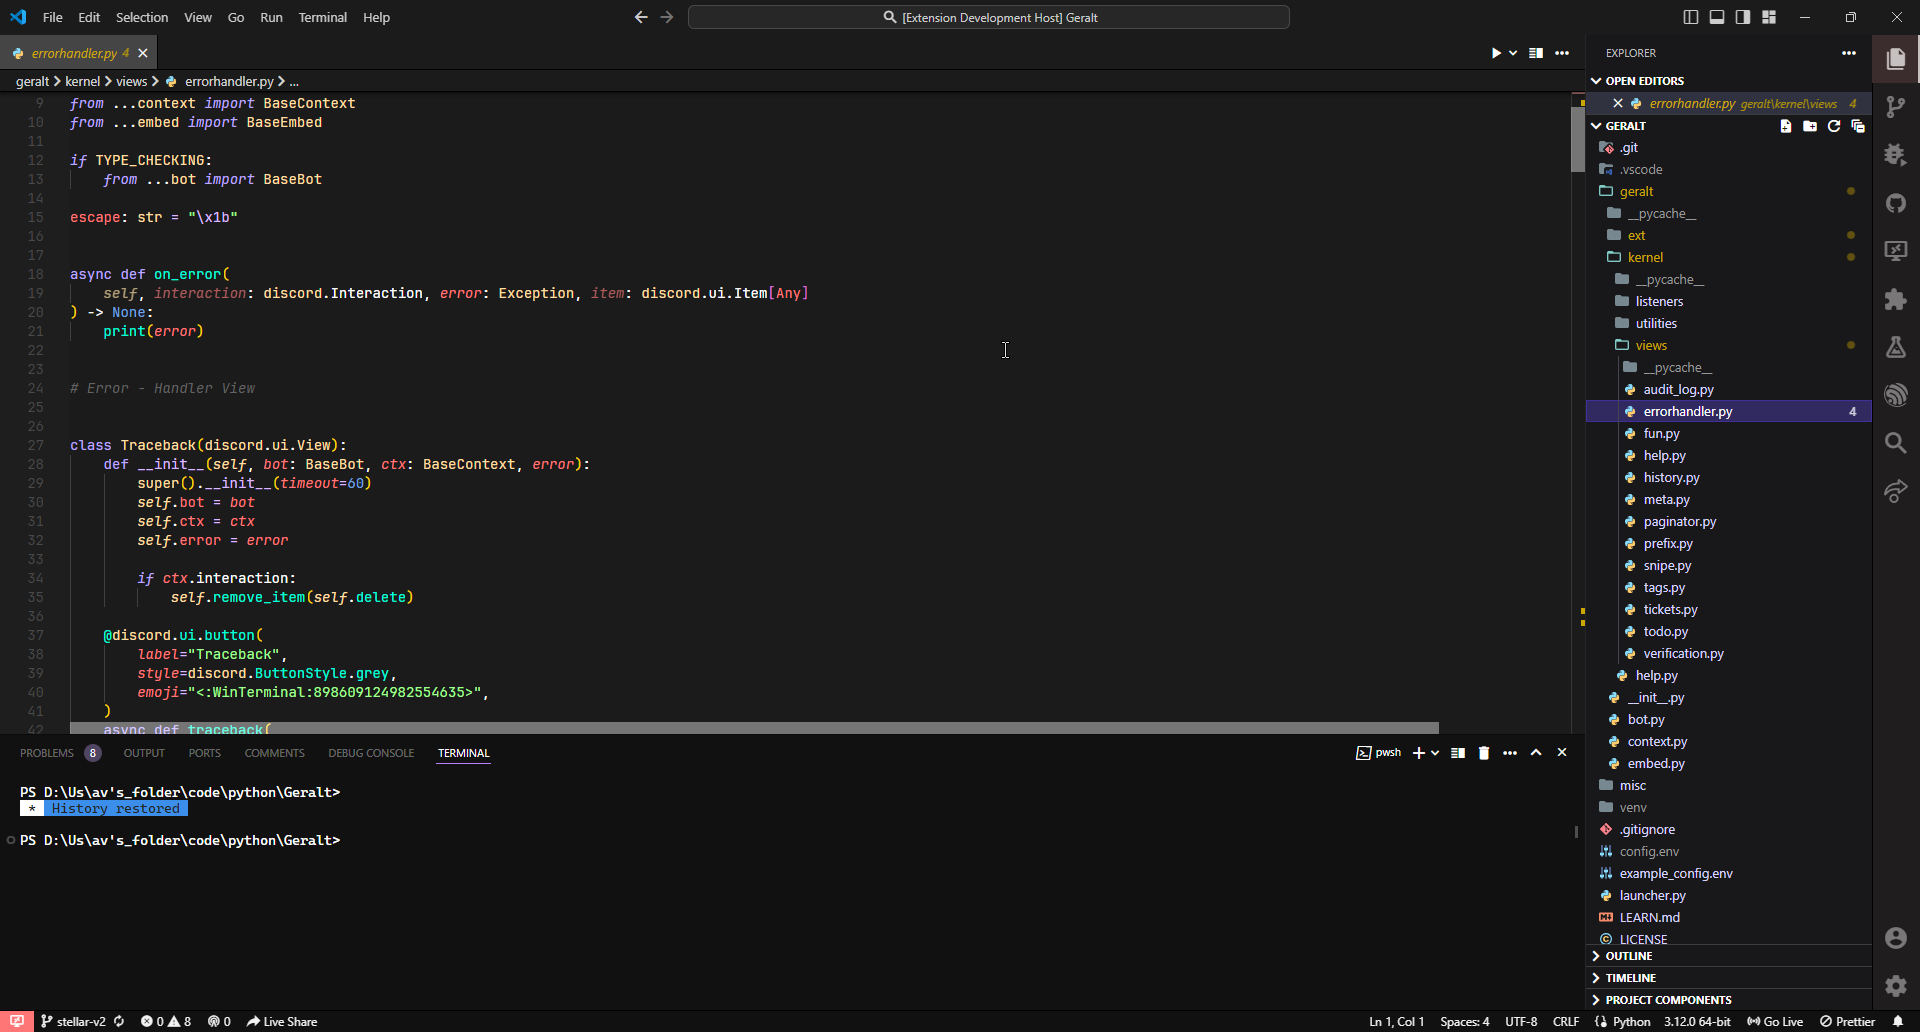 File Edit Selection View Go Run Terminal Help
[Extension Development Host] Geralt
errorhandler.py 4
geralt > kernel > views > errorhandler.py > ...
9 from ...context import BaseContext
10 from ...embed import BaseEmbed
11
12 if TYPE_CHECKING:
13 from ...bot import BaseBot
14
15 escape: str = "\x1b"
16
17
18 async def on_error(
19 self, interaction: discord.Interaction, error: Exception, item: discord.ui.Item[Any]
20 ) -> None:
21 print(error)
22
23
24 # Error - Handler View
25
26
27 class Traceback(discord.ui.View):
28 def __init__(self, bot: BaseBot, ctx: BaseContext, error):
29 super().__init__(timeout=60)
30 self.bot = bot
31 self.ctx = ctx
32 self.error = error
33
34 if ctx.interaction:
35 self.remove_item(self.delete)
36
37 @discord.ui.button(
38 label="Traceback",
39 style=discord.ButtonStyle.grey,
40 emoji="<:WinTerminal:898609124982554635>",
41 )
42 async def traceback(
PROBLEMS 8 OUTPUT PORTS COMMENTS DEBUG CONSOLE TERMINAL
pwsh
PS D:\Us\av's_folder\code\python\Geralt>
* History restored
PS D:\Us\av's_folder\code\python\Geralt>
EXPLORER
OPEN EDITORS
errorhandler.py geralt\kernel\views 4
GERALT
.git
.vscode
geralt
__pycache__
ext
kernel
__pycache__
listeners
utilities
views
__pycache__
audit_log.py
errorhandler.py 4
fun.py
help.py
history.py
meta.py
paginator.py
prefix.py
snipe.py
tags.py
tickets.py
todo.py
verification.py
help.py
__init__.py
bot.py
context.py
embed.py
misc
venv
.gitignore
config.env
example_config.env
launcher.py
LEARN.md
LICENSE
OUTLINE
TIMELINE
PROJECT COMPONENTS
stellar-v2 0 8 0 Live Share
Ln 1, Col 1 Spaces: 4 UTF-8 CRLF Python 3.12.0 64-bit Go Live Prettier